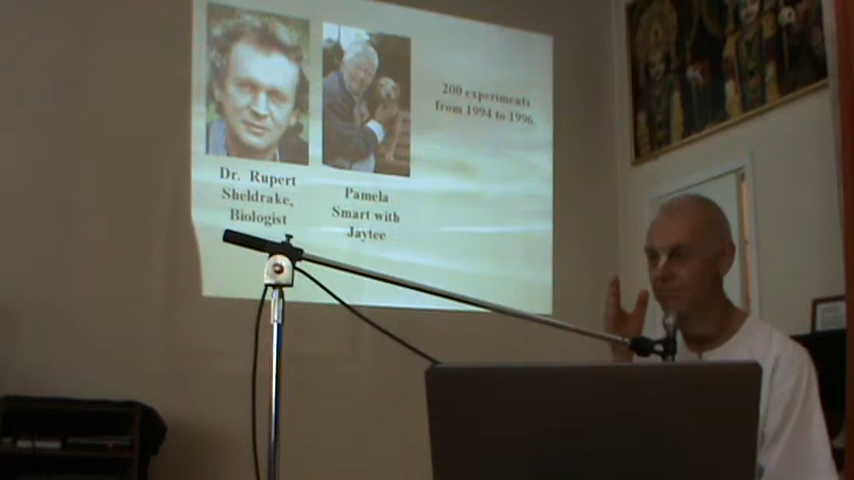 Dr. Rupert
Sheldrake,
Biologist
Pamela
Smart with
Jaytee
200 experiments
from 1994 to 1996.